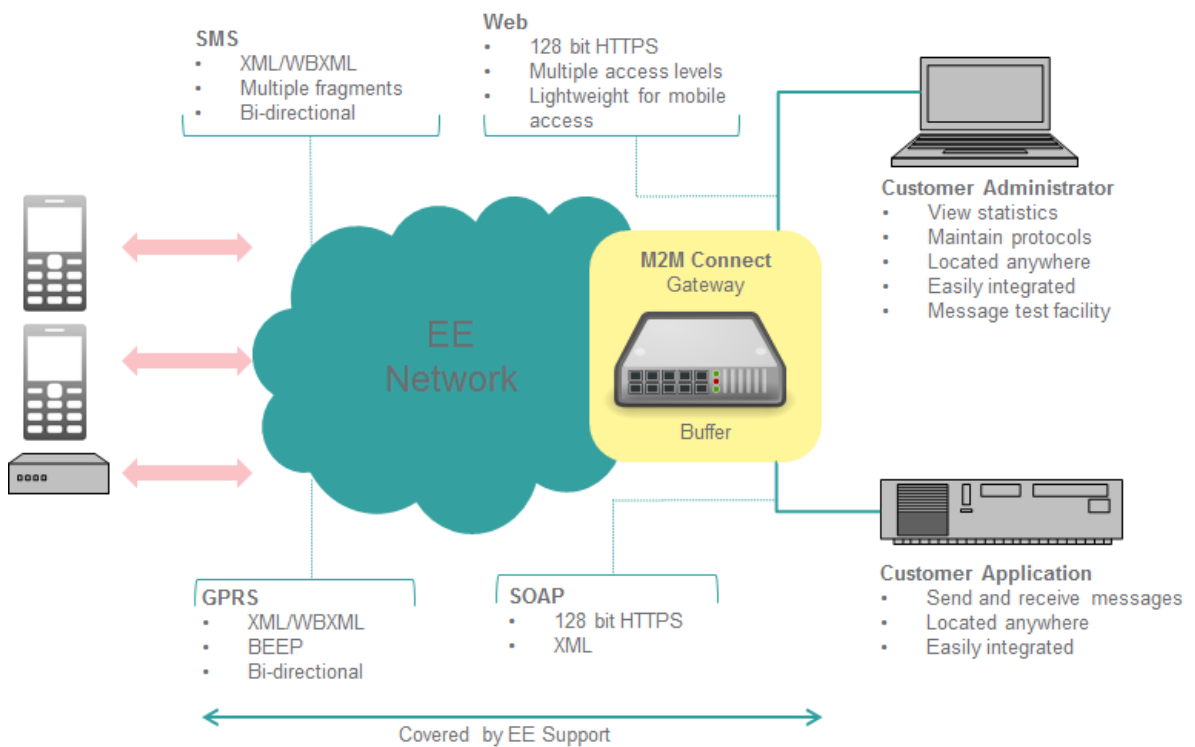 SMS
• XML/WBXML
• Multiple fragments
• Bi-directional
Web
• 128 bit HTTPS
• Multiple access levels
• Lightweight for mobile
access
Customer Administrator
• View statistics
• Maintain protocols
• Located anywhere
• Easily integrated
• Message test facility
EE
Network
M2M Connect
Gateway
Buffer
GPRS
• XML/WBXML
• BEEP
• Bi-directional
SOAP
• 128 bit HTTPS
• XML
Customer Application
• Send and receive messages
• Located anywhere
• Easily integrated
Covered by EE Support